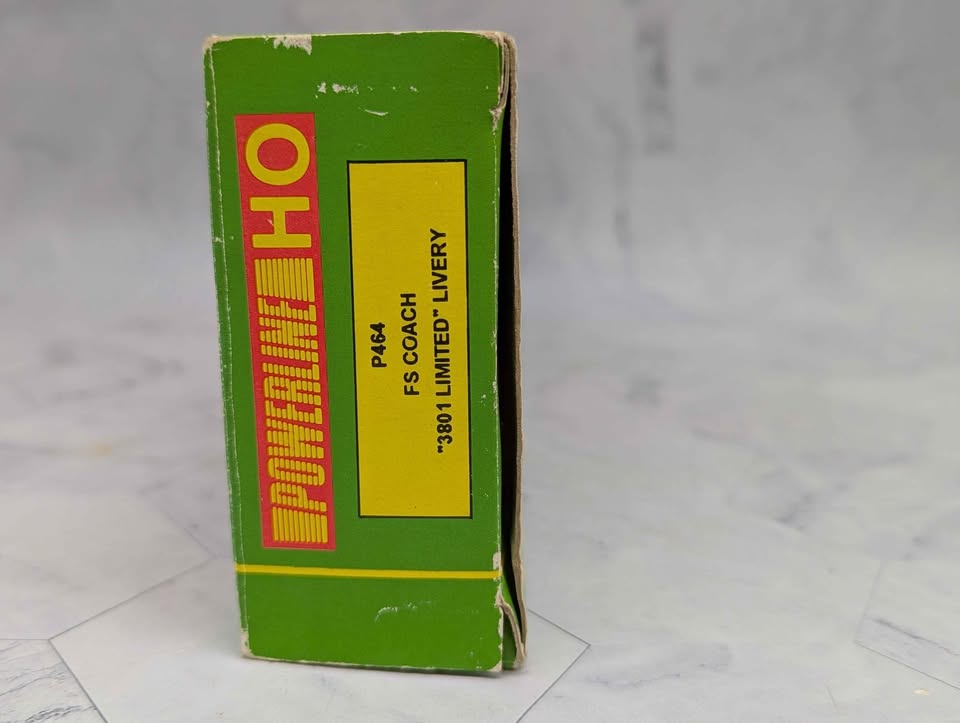 POWERLINE HO
P464
FS COACH
"3801 LIMITED" LIVERY